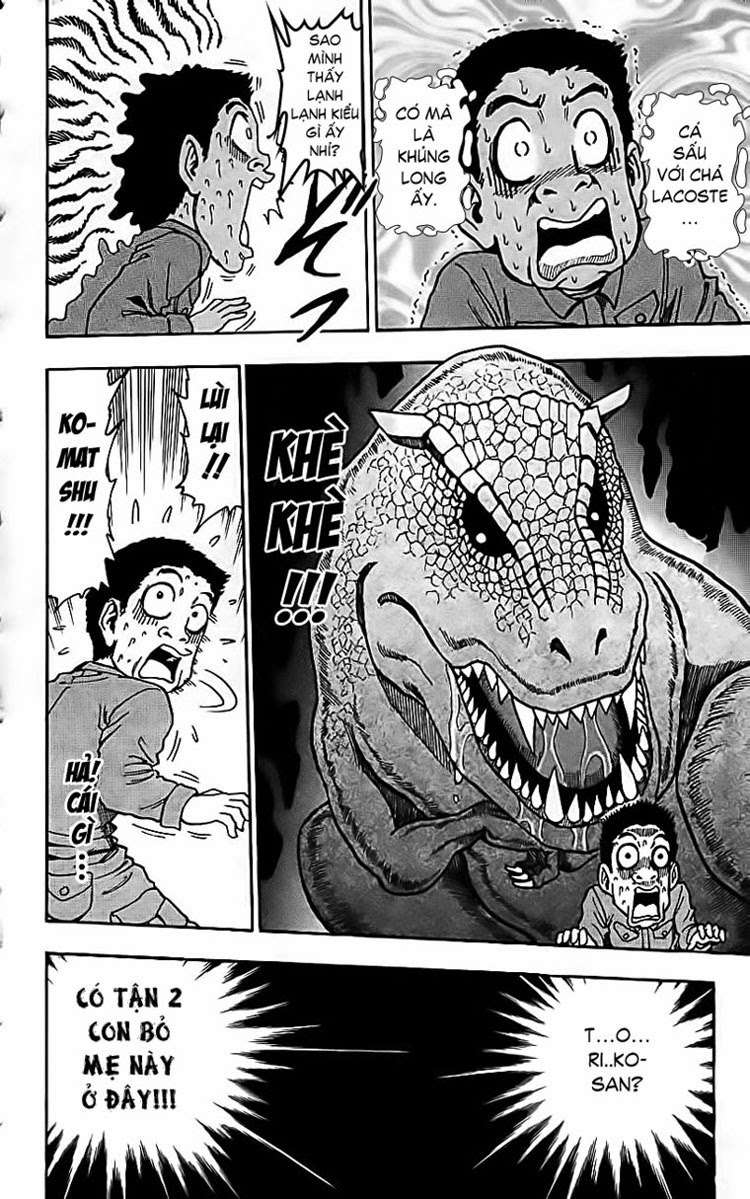 CÁ
SẤU
VỚI CHẢ
LACOSTE
...
CÓ MÀ
LÀ
KHỦNG
LONG
ẤY.
SAO
MÌNH
THẤY
LẠNH
LẠNH KIỂU
GÌ ẤY
NHỈ?
ゾッ
KHÈ
KHÈ
!!!
LÙI
LẠI
!!
KO-
MAT
SHU
!!!
HẢ!
CÁI
GÌ
...
T...O...
RI..KO-
SAN?
CÓ TẬN 2
CON BỎ
MẸ NÀY
Ở ĐÂY!!!